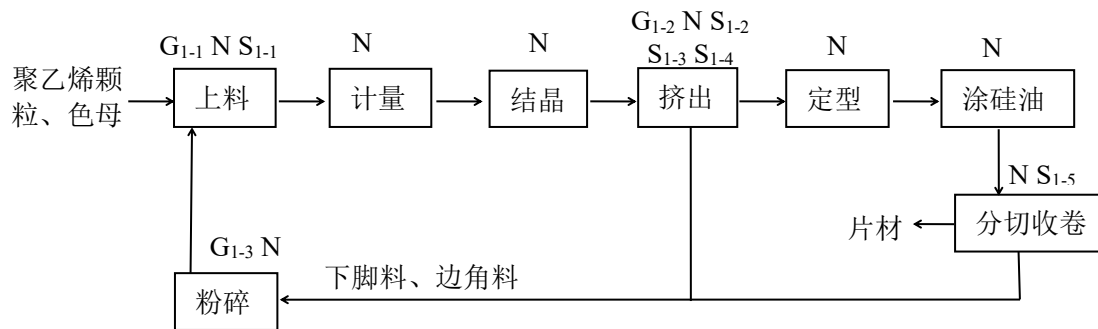 G₁₋₁ N S₁₋₁
N
N
G₁₋₂ N S₁₋₂
S₁₋₃ S₁₋₄
N
N
聚乙烯颗
粒、色母
上料
计量
结晶
挤出
定型
涂硅油
N S₁₋₅
片材
分切收卷
G₁₋₃ N
下脚料、边角料
粉碎